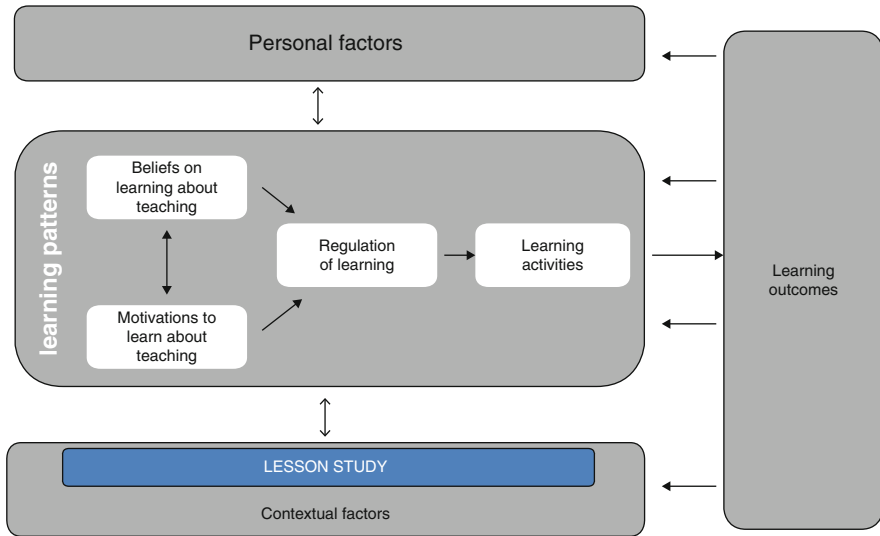 Personal factors
learning patterns
Beliefs on
learning about
teaching
Regulation
of learning
Learning
activities
Motivations to
learn about
teaching
Learning
outcomes
LESSON STUDY
Contextual factors